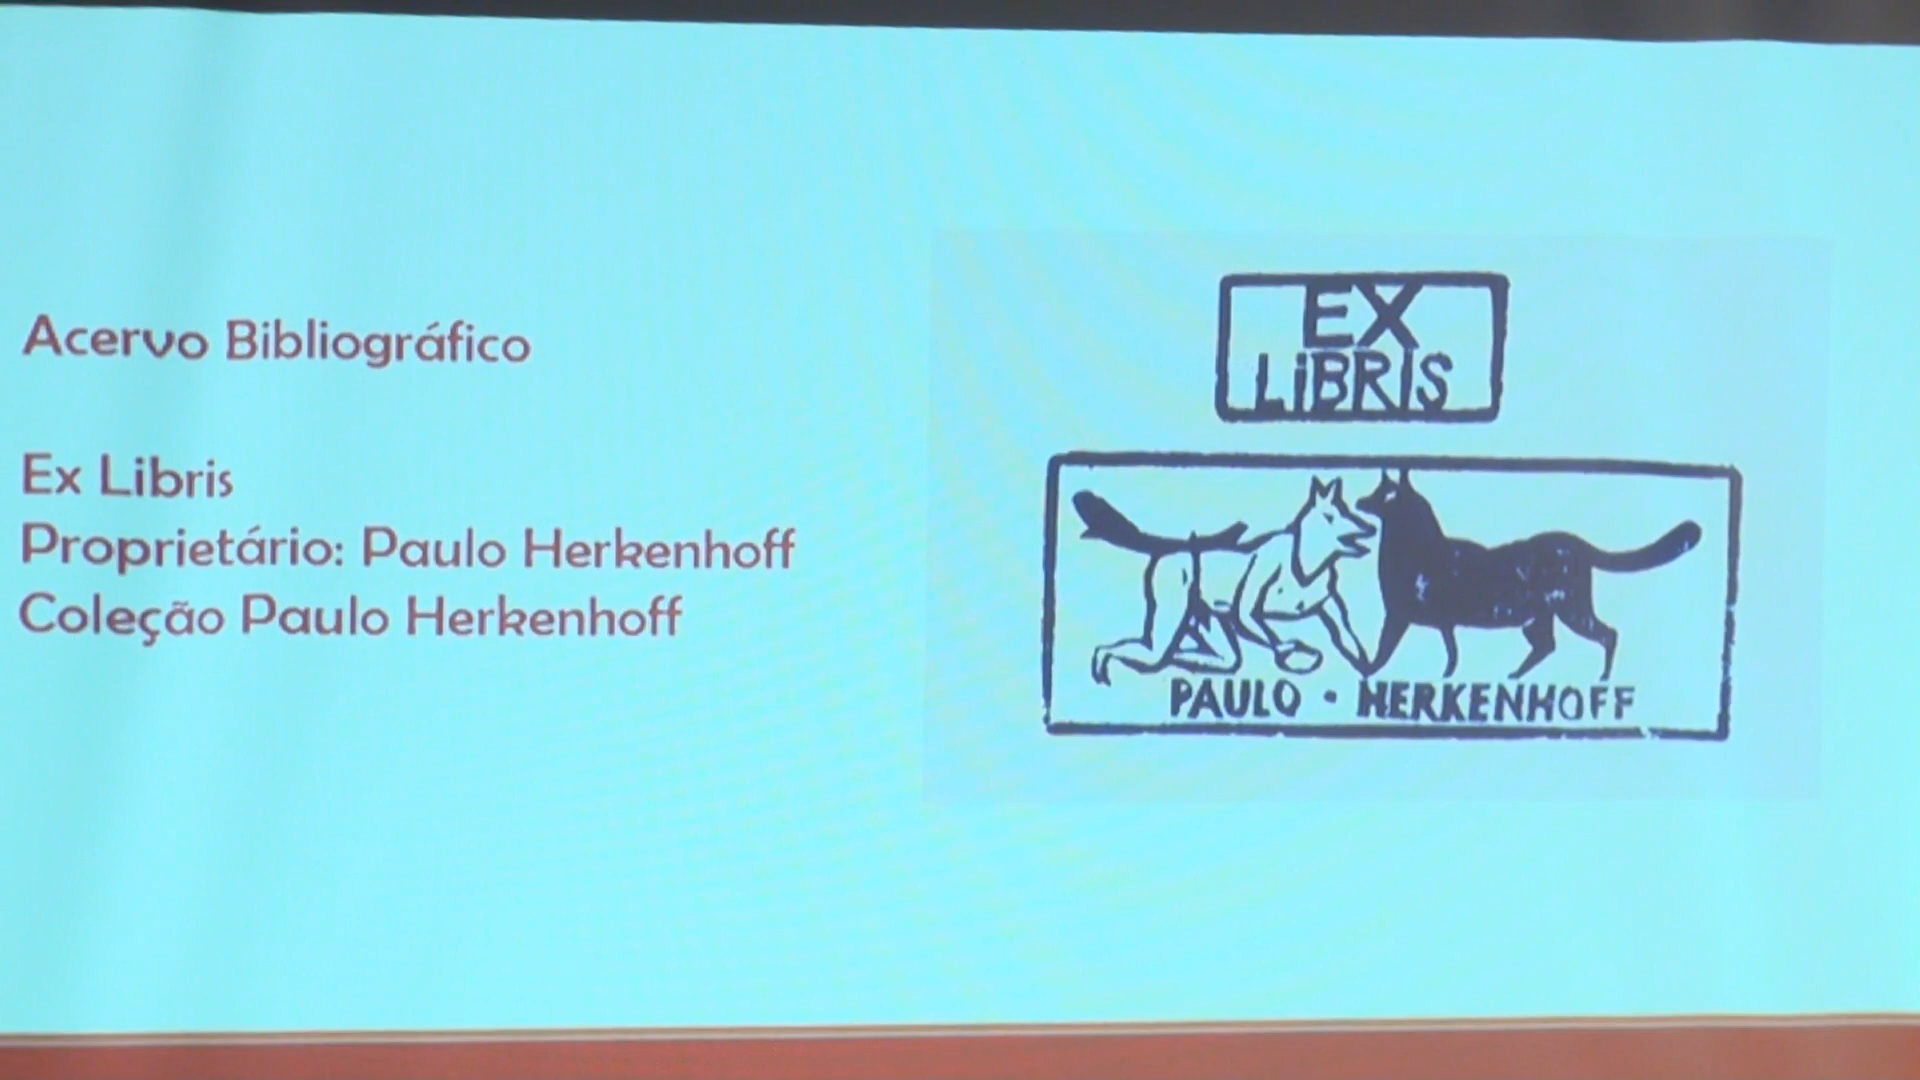 Acervo Bibliográfico
Ex Libris
Proprietário: Paulo Herkenhoff
Coleção Paulo Herkenhoff
EX
LiBRIS
PAULO • HERKENHOFF